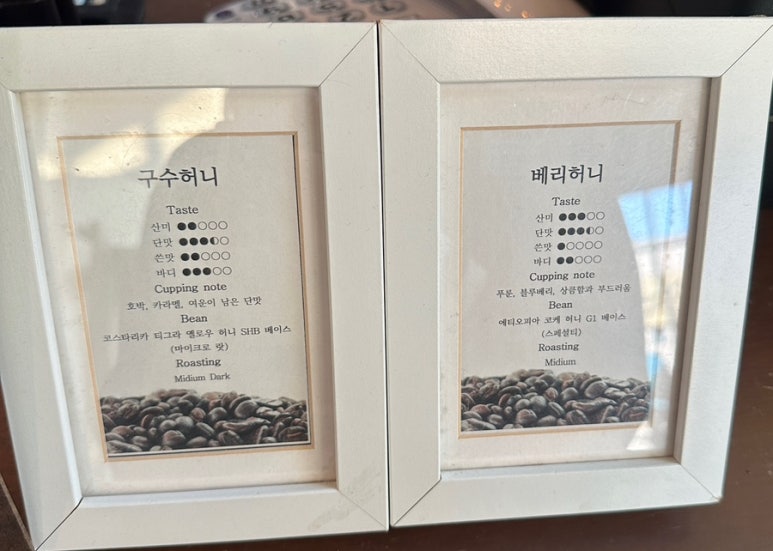 구수허니
Taste
산미 ●●○○○
단맛 ●●●◐○
쓴맛 ●●○○○
바디 ●●●○○
Cupping note
호박, 카라멜, 여운이 남은 단맛
Bean
코스타리카 티그라 옐로우 허니 SHB 베이스
(마이크로 랏)
Roasting
Midium Dark
베리허니
Taste
산미 ●●●○○
단맛 ●●●◐○
쓴맛 ●○○○○
바디 ●●○○○
Cupping note
푸룬, 블루베리, 상큼함과 부드러움
Bean
에티오피아 코케 허니 G1 베이스
(스페셜티)
Roasting
Midium